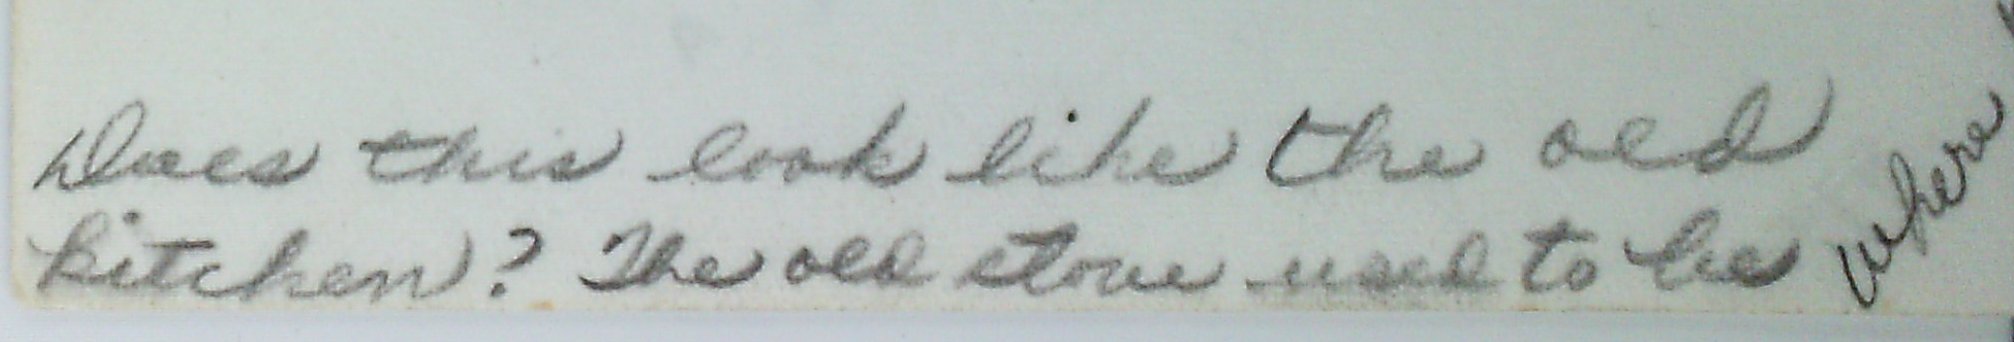 Does this look like the old
kitchen? The old stove used to be
where